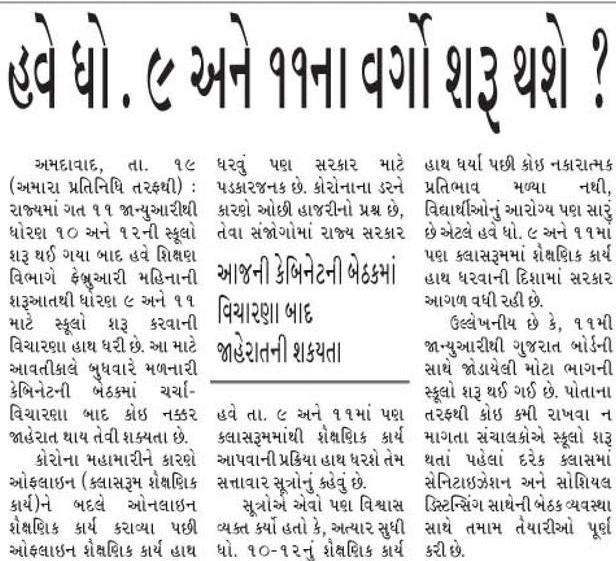 હવે ધો. ૯ અને ૧૧ના વર્ગો શરૂ થશે ?
અમદાવાદ, તા. ૧૯
(અમારા પ્રતિનિધિ તરફથી) :
રાજ્યમાં ગત ૧૧ જાન્યુઆરીથી
ધોરણ ૧૦ અને ૧૨ની સ્કૂલો
શરૂ થઈ ગયા બાદ હવે શિક્ષણ
વિભાગે ફેબ્રુઆરી મહિનાની
શરૂઆતથી ધોરણ ૯ અને ૧૧
માટે સ્કૂલો શરૂ કરવાની
વિચારણા હાથ ધરી છે. આ માટે
આવતીકાલે બુધવારે મળનારી
કેબિનેટની બેઠકમાં ચર્ચા-
વિચારણા બાદ કોઇ નક્કર
જાહેરાત થાય તેવી શક્યતા છે.
કોરોના મહામારીને કારણે
ઓફલાઇન (ક્લાસરૂમ શૈક્ષણિક
કાર્ય)ને બદલે ઓનલાઇન
શૈક્ષણિક કાર્ય કરાવ્યા પછી
ઓફલાઇન શૈક્ષણિક કાર્ય હાથ
ધરવું પણ સરકાર માટે
પડકારજનક છે. કોરોનાના ડરને
કારણે ઓછી હાજરીનો પ્રશ્ન છે,
તેવા સંજોગોમાં રાજ્ય સરકાર
આજની કેબિનેટની બેઠકમાં
વિચારણા બાદ
જાહેરાતની શકયતા
હવે તા. ૯ અને ૧૧માં પણ
ક્લાસરૂમમાંથી શૈક્ષણિક કાર્ય
આપવાની પ્રક્રિયા હાથ ધરશે તેમ
સત્તાવાર સૂત્રોનું કહેવું છે.
સૂત્રોએ એવો પણ વિશ્વાસ
વ્યક્ત કર્યો હતો કે, અત્યાર સુધી
ધો. ૧૦-૧૨નું શૈક્ષણિક કાર્ય
હાથ ધર્યા પછી કોઇ નકારાત્મક
પ્રતિભાવ મળ્યા નથી,
વિદ્યાર્થીઓનું આરોગ્ય પણ સારું
છે એટલે હવે ધો. ૯ અને ૧૧માં
પણ ક્લાસરૂમમાં શૈક્ષણિક કાર્ય
હાથ ધરવાની દિશામાં સરકાર
આગળ વધી રહી છે.
ઉલ્લેખનીય છે કે, ૧૧મી
જાન્યુઆરીથી ગુજરાત બોર્ડની
સાથે જોડાયેલી મોટા ભાગની
સ્કૂલો શરૂ થઈ ગઈ છે. પોતાના
તરફથી કોઇ કમી રાખવા ન
માગતા સંચાલકોએ સ્કૂલો શરૂ
થતાં પહેલાં દરેક ક્લાસમાં
સેનિટાઇઝેશન અને સોશિયલ
ડિસ્ટન્સિંગ સાથેની બેઠક વ્યવસ્થા
સાથે તમામ તૈયારીઓ પૂર્ણ
કરી છે.